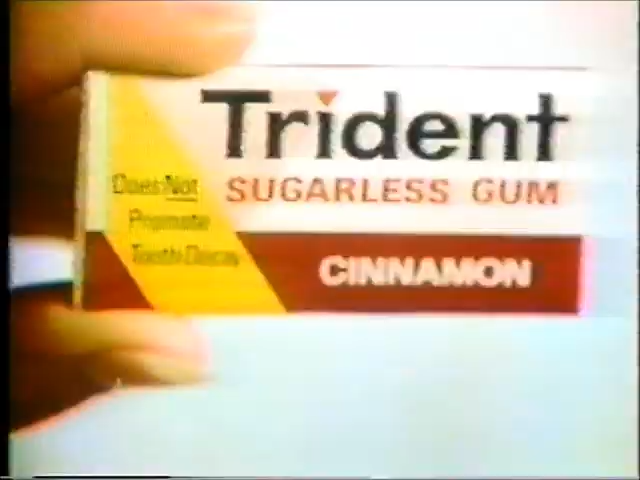 Trident
SUGARLESS GUM
Does Not
Promote
Tooth Decay
CINNAMON